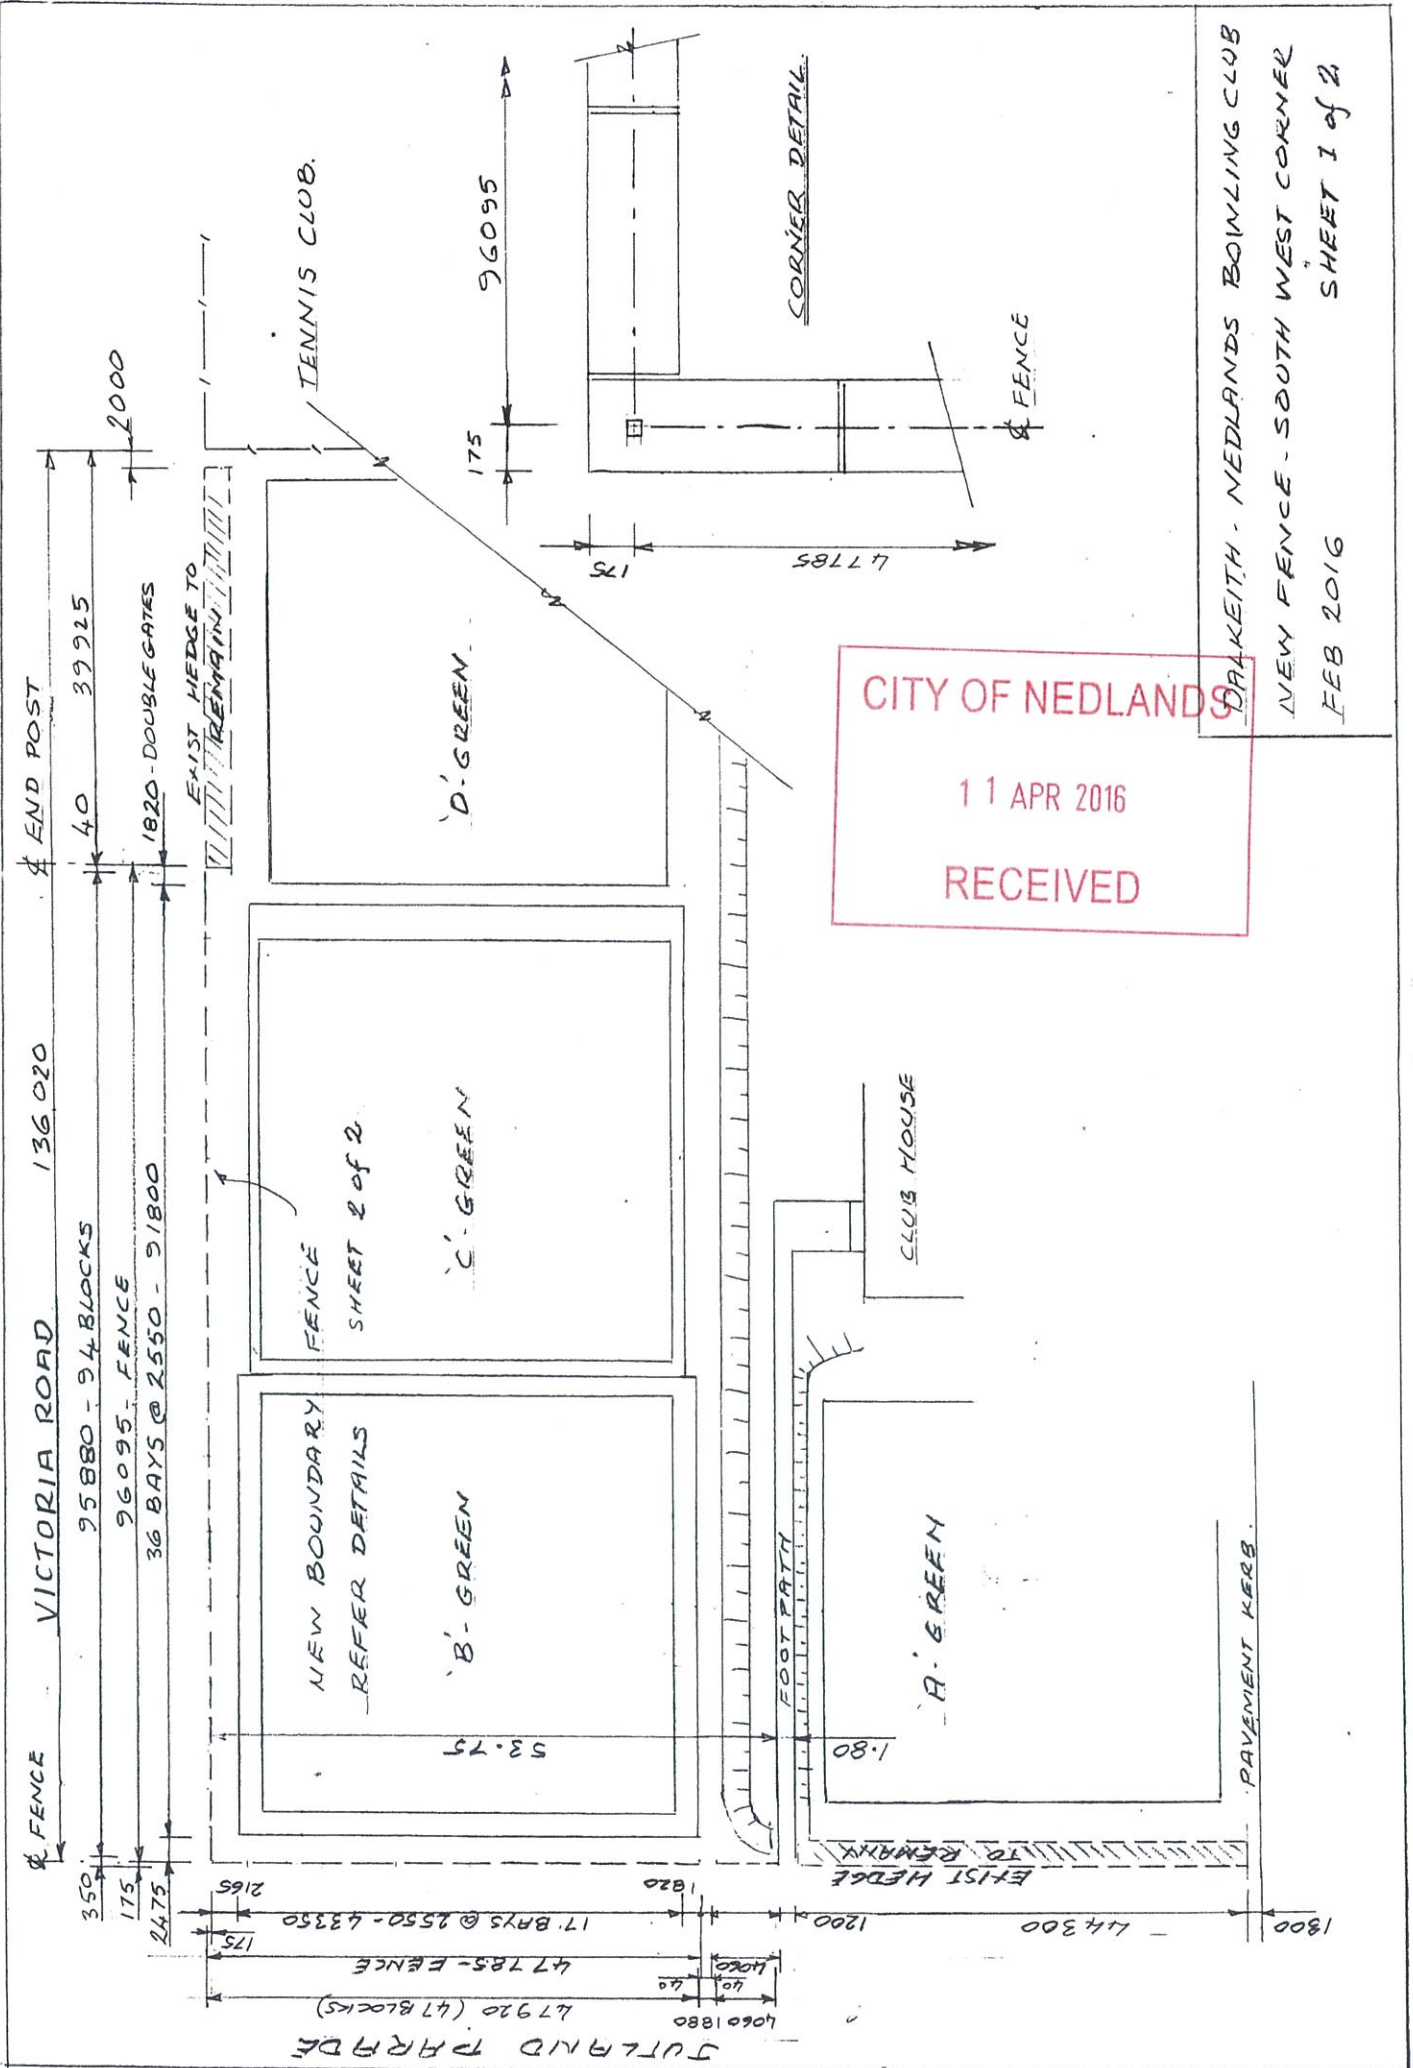 ℄ FENCE
VICTORIA ROAD
136 020
℄ END POST
350
95880 - 94 BLOCKS
40
39925
2000
175
96095 - FENCE
2475
36 BAYS @ 2550 - 91800
1820 - DOUBLE GATES
EXIST HEDGE TO
REMAIN
TENNIS CLUB.
NEW BOUNDARY FENCE
REFER DETAILS SHEET 2 of 2
'B'- GREEN
'C'- GREEN
'D'- GREEN
53.75
FOOTPATH
1.80
'A'- GREEN
CLUB HOUSE
PAVEMENT KERB.
EXIST HEDGE
TO REMAIN
JUTLAND PARADE
47920 (47 BLOCKS)
4060 1880
47785 - FENCE
40
40
4060
175
2165
17 BAYS @ 2550 - 43350
1820
1200
44300
1300
175
96095
175
47785
℄ FENCE
CORNER DETAIL
CITY OF NEDLANDS
11 APR 2016
RECEIVED
DALKEITH - NEDLANDS BOWLING CLUB
NEW FENCE - SOUTH WEST CORNER
FEB 2016 SHEET 1 of 2